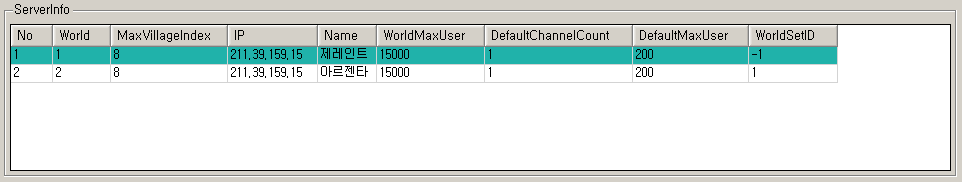 ServerInfo
No World MaxVillageIndex IP Name WorldMaxUser DefaultChannelCount DefaultMaxUser WorldSetID
1 1 8 211,39,159,15 제레인트 15000 1 200 -1
2 2 8 211,39,159,15 아르젠타 15000 1 200 1